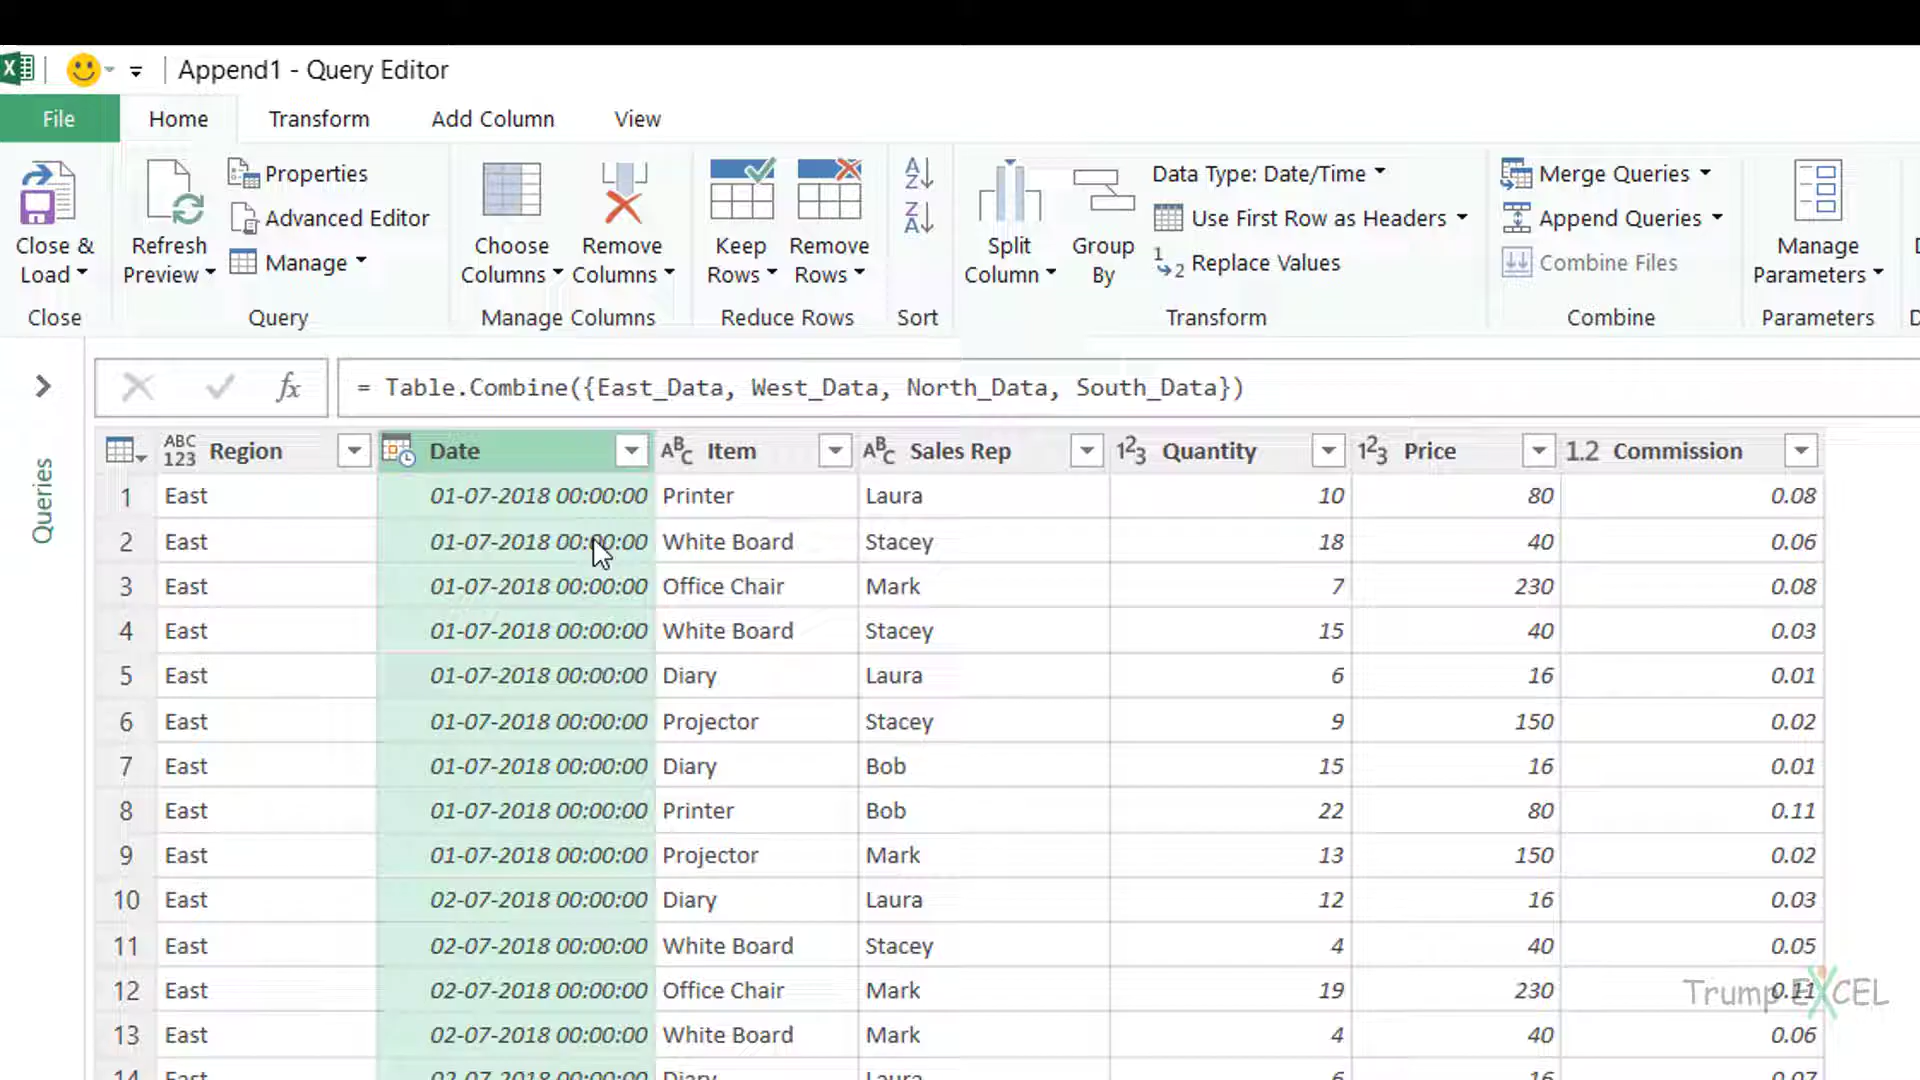 Append1 - Query Editor
File Home Transform Add Column View
Close & Load
Refresh Preview
Properties
Advanced Editor
Manage
Choose Columns
Remove Columns
Keep Rows
Remove Rows
Split Column
Group By
Data Type: Date/Time
Use First Row as Headers
Replace Values
Merge Queries
Append Queries
Combine Files
Manage Parameters
Close Query Manage Columns Reduce Rows Sort Transform Combine Parameters
fx = Table.Combine({East_Data, West_Data, North_Data, South_Data})
Queries
ABC 123 Region Date ABC Item ABC Sales Rep 123 Quantity 123 Price 1.2 Commission
1 East 01-07-2018 00:00:00 Printer Laura 10 80 0.08
2 East 01-07-2018 00:00:00 White Board Stacey 18 40 0.06
3 East 01-07-2018 00:00:00 Office Chair Mark 7 230 0.08
4 East 01-07-2018 00:00:00 White Board Stacey 15 40 0.03
5 East 01-07-2018 00:00:00 Diary Laura 6 16 0.01
6 East 01-07-2018 00:00:00 Projector Stacey 9 150 0.02
7 East 01-07-2018 00:00:00 Diary Bob 15 16 0.01
8 East 01-07-2018 00:00:00 Printer Bob 22 80 0.11
9 East 01-07-2018 00:00:00 Projector Mark 13 150 0.02
10 East 02-07-2018 00:00:00 Diary Laura 12 16 0.03
11 East 02-07-2018 00:00:00 White Board Stacey 4 40 0.05
12 East 02-07-2018 00:00:00 Office Chair Mark 19 230 0.11
Trump EXCEL
13 East 02-07-2018 00:00:00 White Board Mark 4 40 0.06